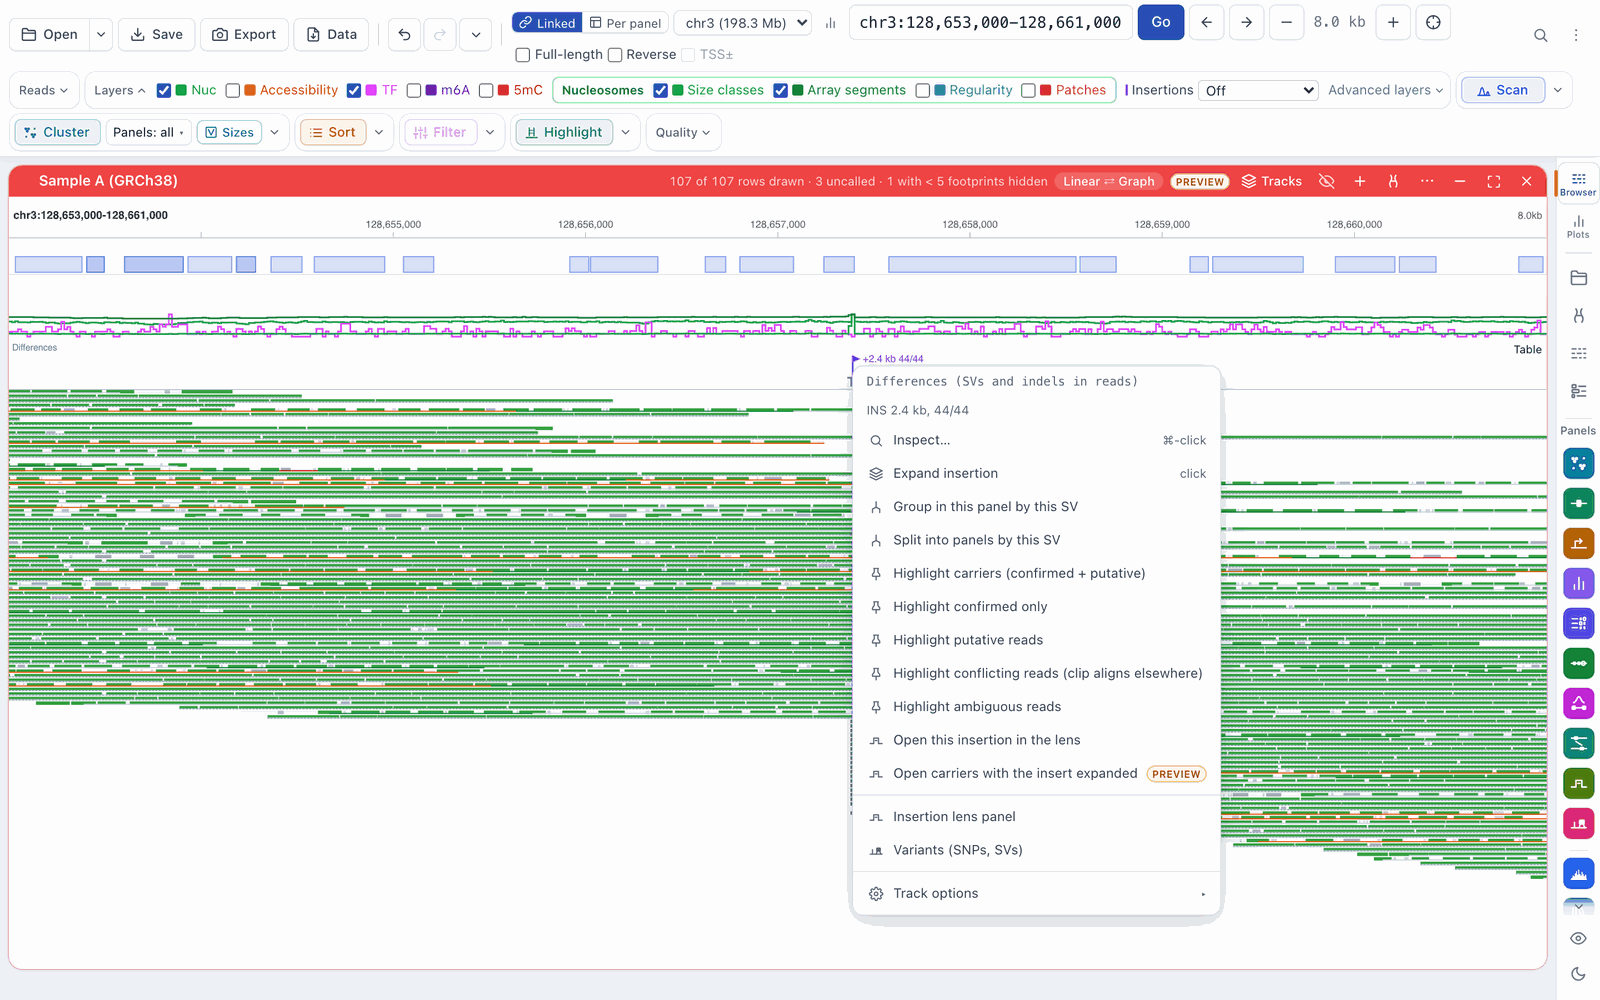 Open
Save
Export
Data
Linked
Per panel
chr3 (198.3 Mb)
chr3:128,653,000–128,661,000
Go
8.0 kb
Full-length
Reverse
TSS±
Reads
Layers
Nuc
Accessibility
TF
m6A
5mC
Nucleosomes
Size classes
Array segments
Regularity
Patches
Insertions
Off
Advanced layers
Scan
Cluster
Panels: all
Sizes
Sort
Filter
Highlight
Quality
Sample A (GRCh38)
107 of 107 rows drawn · 3 uncalled · 1 with < 5 footprints hidden
Linear ⇌ Graph
PREVIEW
Tracks
Browser
Plots
Panels
chr3:128,653,000-128,661,000
8.0kb
128,655,000
128,656,000
128,657,000
128,658,000
128,659,000
128,660,000
Differences
Table
+2.4 kb 44/44
Differences (SVs and indels in reads)
INS 2.4 kb, 44/44
Inspect...
⌘-click
Expand insertion
click
Group in this panel by this SV
Split into panels by this SV
Highlight carriers (confirmed + putative)
Highlight confirmed only
Highlight putative reads
Highlight conflicting reads (clip aligns elsewhere)
Highlight ambiguous reads
Open this insertion in the lens
Open carriers with the insert expanded
PREVIEW
Insertion lens panel
Variants (SNPs, SVs)
Track options